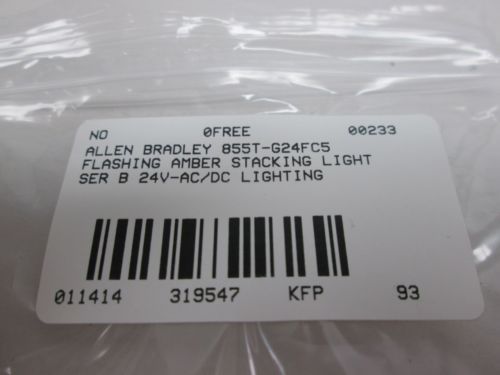 NO 0FREE 00233
ALLEN BRADLEY 855T-G24FC5
FLASHING AMBER STACKING LIGHT
SER B 24V-AC/DC LIGHTING
011414 319547 KFP 93